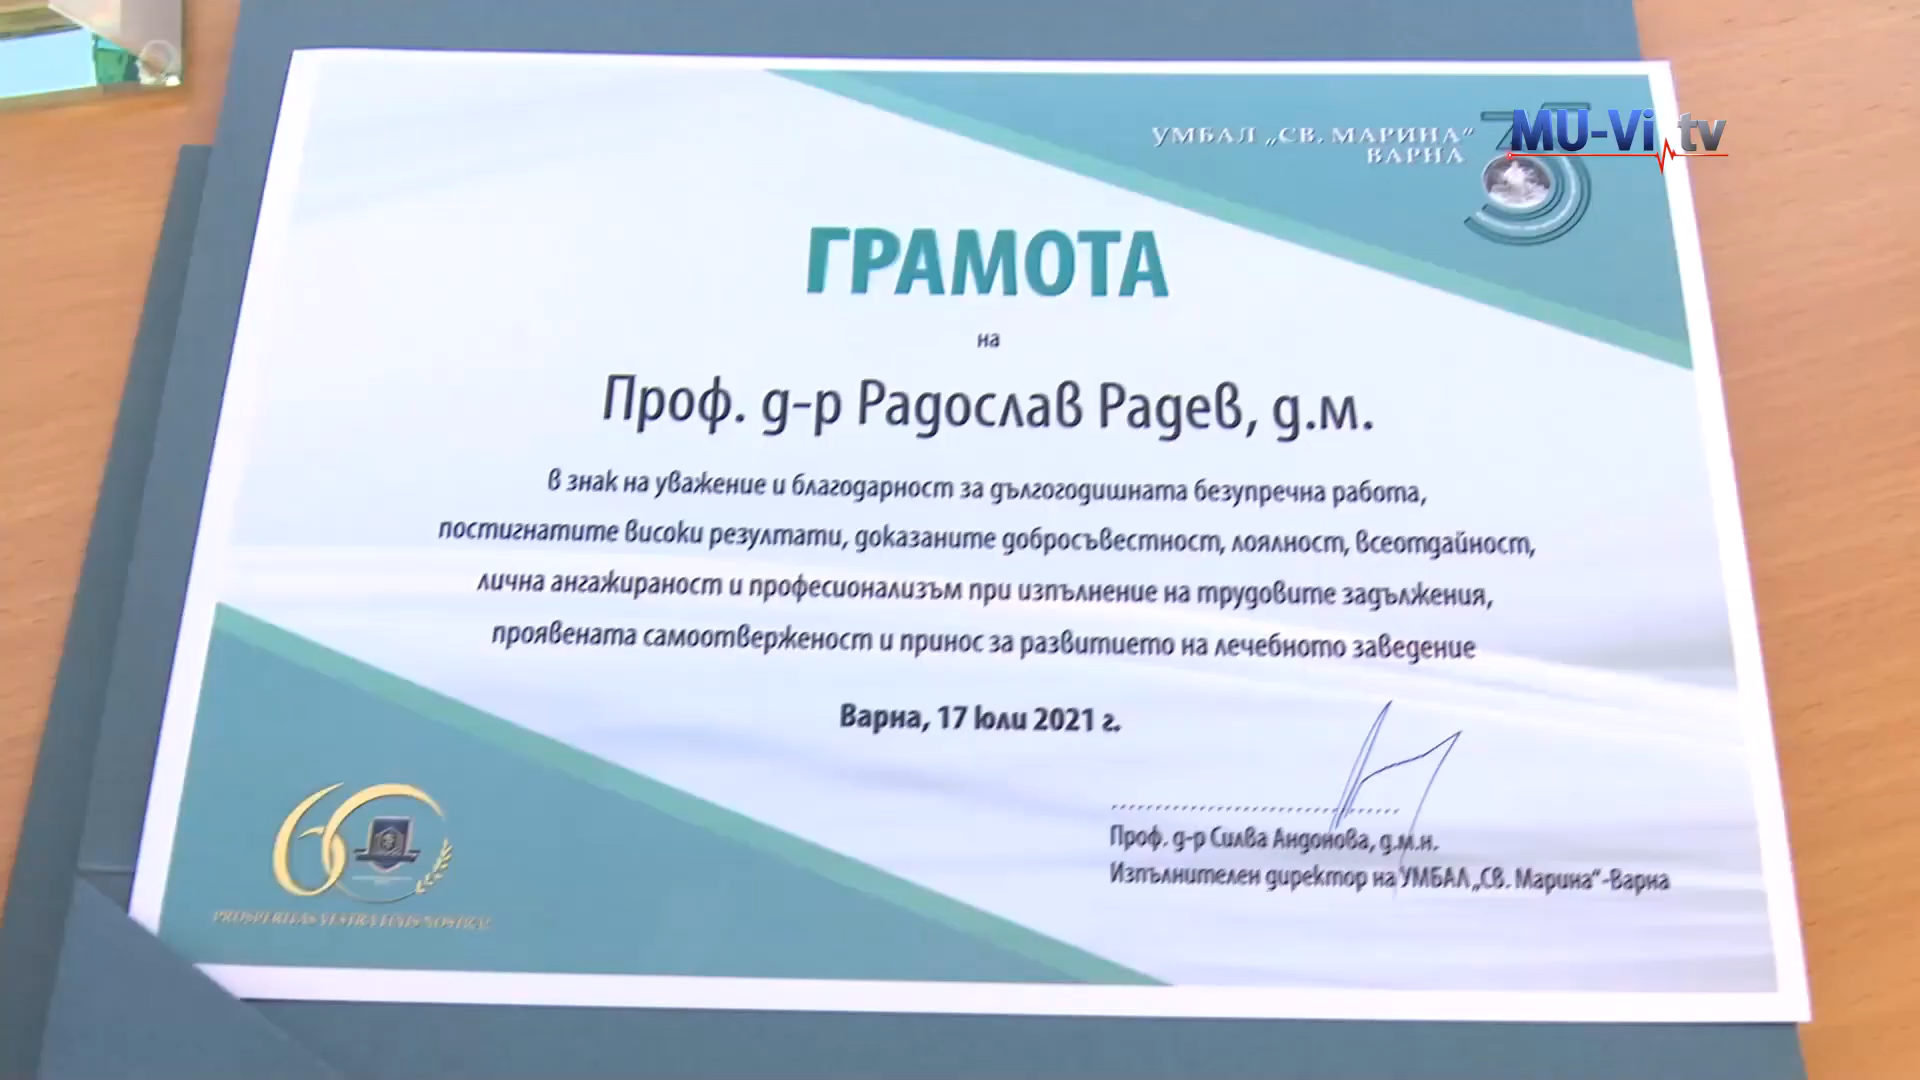 УМБАЛ „СВ. МАРИНА“
ВАРНА
MU-Vi.tv
ГРАМОТА
на
Проф. д-р Радослав Радев, д.м.
в знак на уважение и благодарност за дългогодишната безупречна работа,
постигнатите високи резултати, доказаните добросъвестност, лоялност, всеотдайност,
лична ангажираност и професионализъм при изпълнение на трудовите задължения,
проявената самоотверженост и принос за развитието на лечебното заведение
Варна, 17 юли 2021 г.
Проф. д-р Силва Андонова, д.м.н.
Изпълнителен директор на УМБАЛ „СВ. Марина“-Варна
60